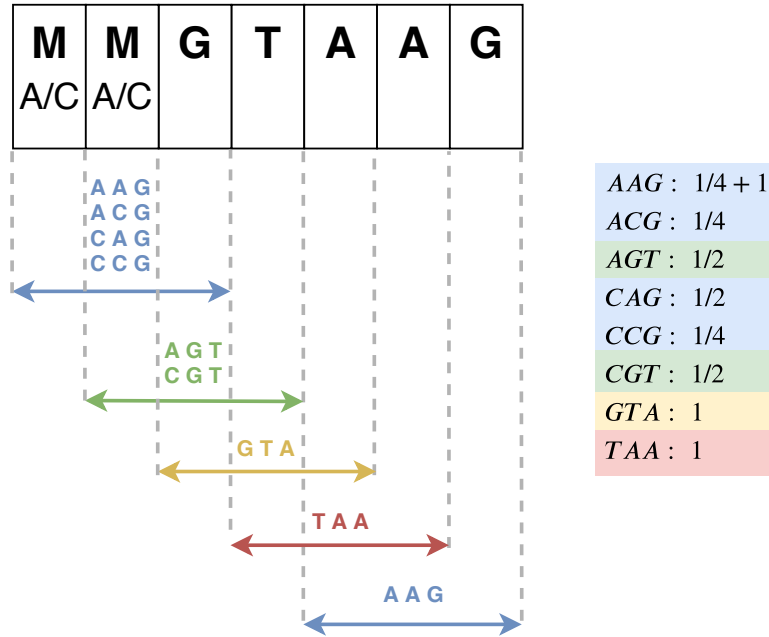 M M G T A A G
A/C A/C
A A G
A C G
C A G
C C G
A G T
C G T
G T A
T A A
A A G
AAG : 1/4 + 1
ACG : 1/4
AGT : 1/2
CAG : 1/2
CCG : 1/4
CGT : 1/2
GTA : 1
TAA : 1